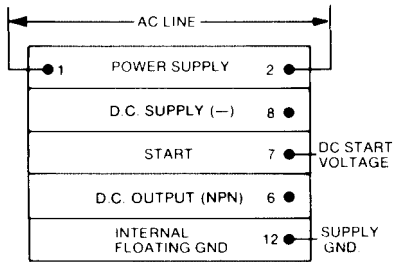 AC LINE
1 POWER SUPPLY 2
D.C. SUPPLY (—) 8
START 7 DC START
VOLTAGE
D.C. OUTPUT (NPN) 6
INTERNAL
FLOATING GND 12 SUPPLY
GND.